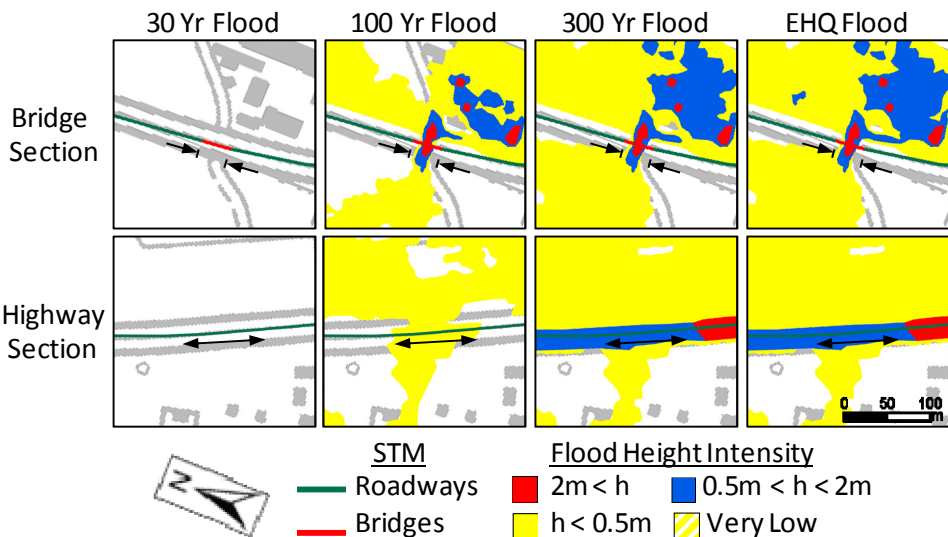 30 Yr Flood 100 Yr Flood 300 Yr Flood EHQ Flood
Bridge
Section
Highway
Section
0 50 100
m
STM Flood Height Intensity
N
Roadways 2m < h 0.5m < h < 2m
Bridges h < 0.5m Very Low